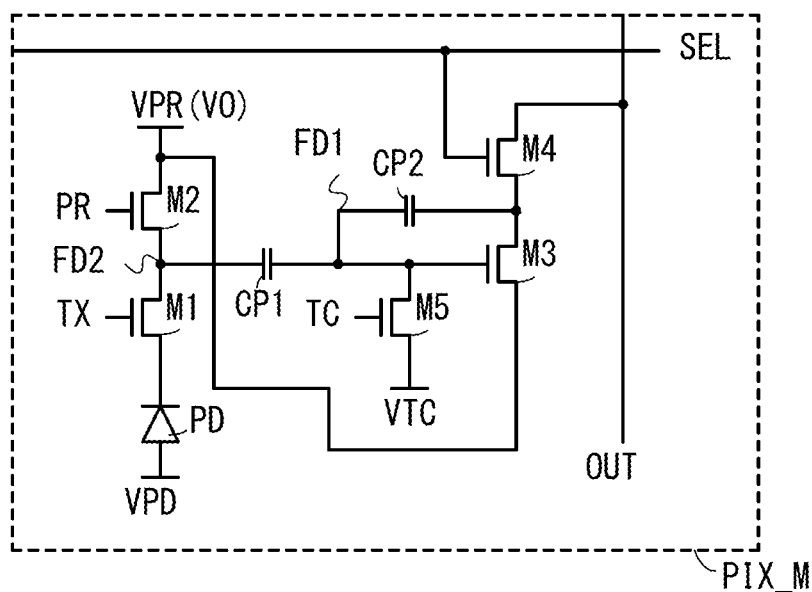 SEL
VPR(VO)
FD1
CP2
M4
PR
M2
M3
FD2
CP1
TX
M1
TC
M5
PD
VTC
VPD
OUT
PIX_M